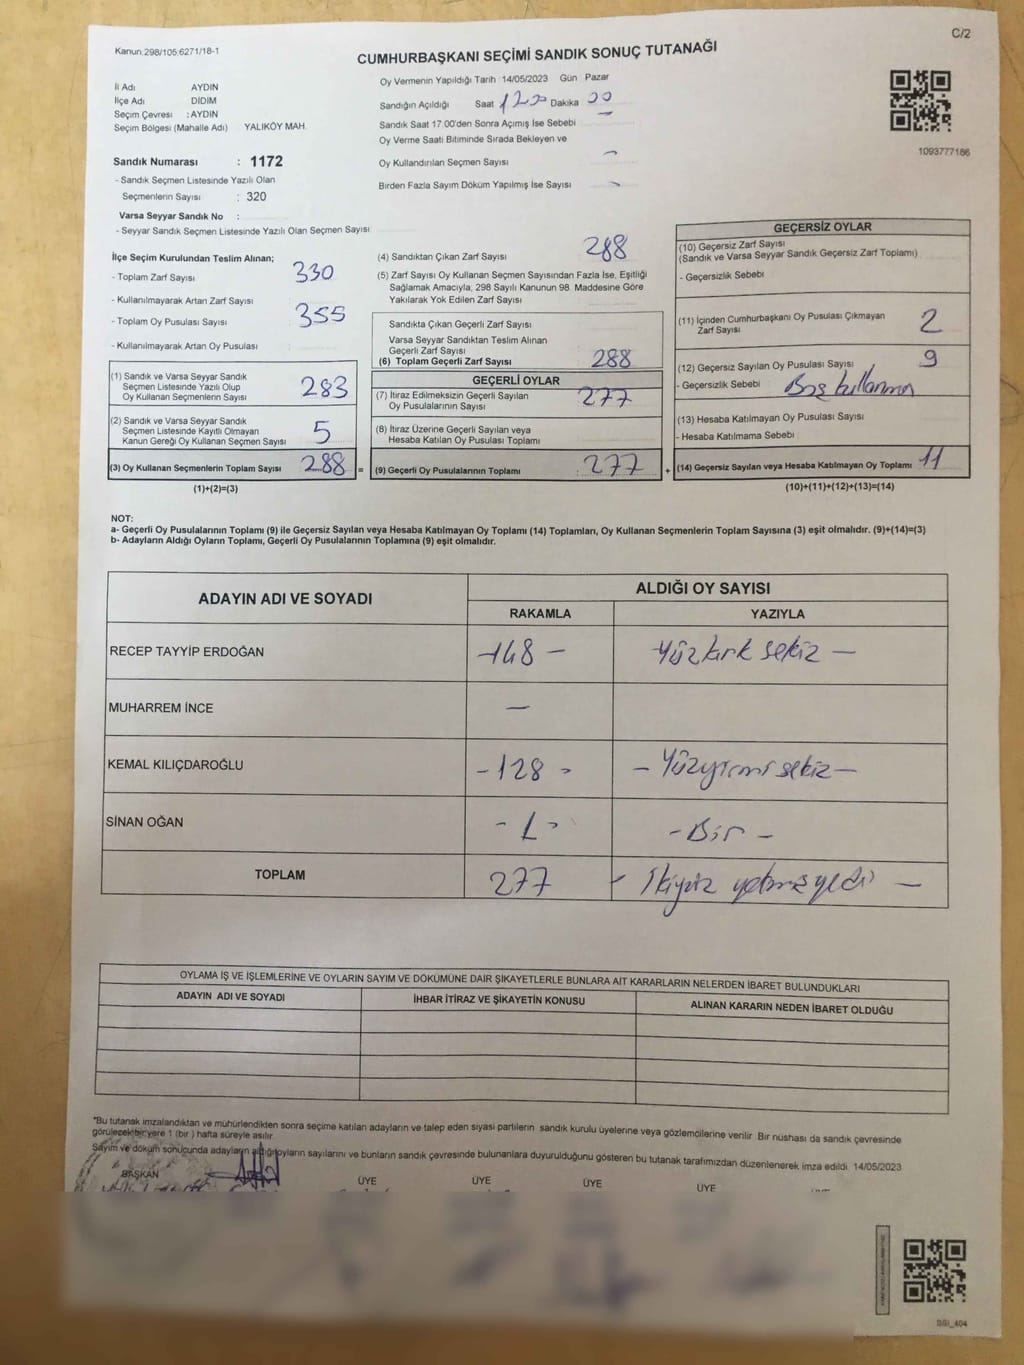 Kanun.298/105;6271/18-1
C/2
CUMHURBAŞKANI SEÇİMİ SANDIK SONUÇ TUTANAĞI
İl Adı AYDIN
İlçe Adı DİDİM
Seçim Çevresi : AYDIN
Seçim Bölgesi (Mahalle Adı) YALIKÖY MAH.
Oy Vermenin Yapıldığı Tarih 14/05/2023 Gün Pazar
Sandığın Açıldığı Saat Dakika
Sandık Saat 17:00'den Sonra Açımış İse Sebebi
Oy Verme Saati Bitiminde Sırada Bekleyen ve
Oy Kullandırılan Seçmen Sayısı
Birden Fazla Sayım Döküm Yapılmış İse Sayısı
1093777186
Sandık Numarası : 1172
- Sandık Seçmen Listesinde Yazılı Olan
Seçmenlerin Sayısı : 320
Varsa Seyyar Sandık No :
- Seyyar Sandık Seçmen Listesinde Yazılı Olan Seçmen Sayısı
İlçe Seçim Kurulundan Teslim Alınan;
- Toplam Zarf Sayısı 330
- Kullanılmayarak Artan Zarf Sayısı
- Toplam Oy Pusulası Sayısı 355
- Kullanılmayarak Artan Oy Pusulası
(1) Sandık ve Varsa Seyyar Sandık
Seçmen Listesinde Yazılı Olup
Oy Kullanan Seçmenlerin Sayısı 283
(2) Sandık ve Varsa Seyyar Sandık
Seçmen Listesinde Kayıtlı Olmayan
Kanun Gereği Oy Kullanan Seçmen Sayısı 5
(3) Oy Kullanan Seçmenlerin Toplam Sayısı 288 =
(1)+(2)=(3)
(4) Sandıktan Çıkan Zarf Sayısı 288
(5) Zarf Sayısı Oy Kullanan Seçmen Sayısından Fazla İse, Eşitliği
Sağlamak Amacıyla; 298 Sayılı Kanunun 98. Maddesine Göre
Yakılarak Yok Edilen Zarf Sayısı
Sandıkta Çıkan Geçerli Zarf Sayısı
Varsa Seyyar Sandıktan Teslim Alınan
Geçerli Zarf Sayısı
(6) Toplam Geçerli Zarf Sayısı 288
GEÇERLİ OYLAR
(7) İtiraz Edilmeksizin Geçerli Sayılan
Oy Pusulalarının Sayısı 277
(8) İtiraz Üzerine Geçerli Sayılan veya
Hesaba Katılan Oy Pusulası Toplamı
(9) Geçerli Oy Pusulalarının Toplamı : 277 +
GEÇERSİZ OYLAR
(10) Geçersiz Zarf Sayısı
(Sandık ve Varsa Seyyar Sandık Geçersiz Zarf Toplamı)
- Geçersizlik Sebebi
(11) İçinden Cumhurbaşkanı Oy Pusulası Çıkmayan
Zarf Sayısı 2
(12) Geçersiz Sayılan Oy Pusulası Sayısı 9
- Geçersizlik Sebebi Boş kullanma
(13) Hesaba Katılmayan Oy Pusulası Sayısı
- Hesaba Katılmama Sebebi
(14) Geçersiz Sayılan veya Hesaba Katılmayan Oy Toplamı 11
(10)+(11)+(12)+(13)=(14)
NOT:
a- Geçerli Oy Pusulalarının Toplamı (9) ile Geçersiz Sayılan veya Hesaba Katılmayan Oy Toplamı (14) Toplamları, Oy Kullanan Seçmenlerin Toplam Sayısına (3) eşit olmalıdır. (9)+(14)=(3)
b- Adayların Aldığı Oyların Toplamı, Geçerli Oy Pusulalarının Toplamına (9) eşit olmalıdır.
ADAYIN ADI VE SOYADI
ALDIĞI OY SAYISI
RAKAMLA YAZIYLA
RECEP TAYYİP ERDOĞAN -148- Yüzkırk sekiz -
MUHARREM İNCE -
KEMAL KILIÇDAROĞLU -128- - Yüzyirmi sekiz -
SİNAN OĞAN -1- - Bir -
TOPLAM 277 - İkiyüz yetmiş yedi -
OYLAMA İŞ VE İŞLEMLERİNE VE OYLARIN SAYIM VE DÖKÜMÜNE DAİR ŞİKAYETLERLE BUNLARA AİT KARARLARIN NELERDEN İBARET BULUNDUKLARI
ADAYIN ADI VE SOYADI İHBAR İTİRAZ VE ŞİKAYETİN KONUSU ALINAN KARARIN NEDEN İBARET OLDUĞU
*Bu tutanak imzalandıktan ve mühürlendikten sonra seçime katılan adayların ve talep eden siyasi partilerin sandık kurulu üyelerine veya gözlemcilerine verilir. Bir nüshası da sandık çevresinde
görülecek bir yere 1 (bir) hafta süreyle asılır.
Sayım ve döküm sonucunda adayların aldığı oyların sayılarını ve bunların sandık çevresinde bulunanlara duyurulduğunu gösteren bu tutanak tarafımızdan düzenlenerek imza edildi. 14/05/2023
BAŞKAN ÜYE ÜYE ÜYE ÜYE